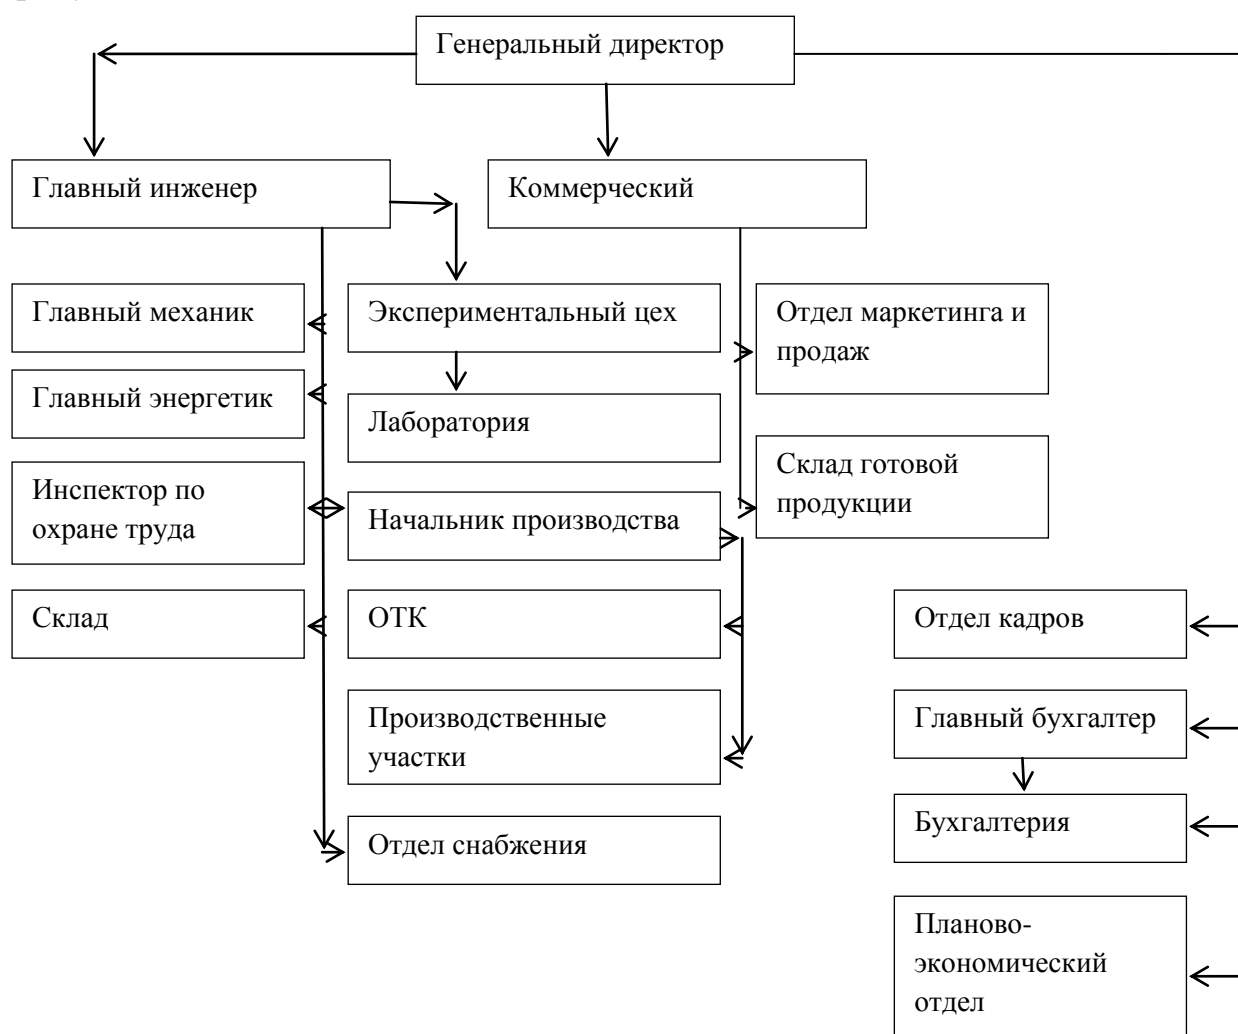 Генеральный директор
Главный инженер
Коммерческий
Главный механик
Экспериментальный цех
Отдел маркетинга и
продаж
Главный энергетик
Лаборатория
Склад готовой
продукции
Инспектор по
охране труда
Начальник производства
Склад
ОТК
Отдел кадров
Производственные
участки
Главный бухгалтер
Отдел снабжения
Бухгалтерия
Планово-
экономический
отдел